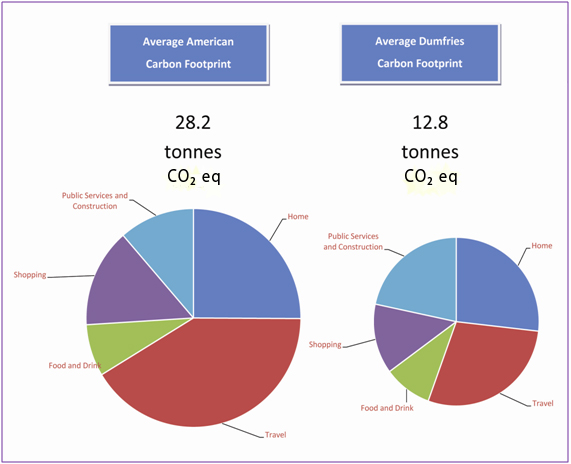 Average American
Carbon Footprint
28.2
tonnes
CO₂ eq
Public Services and
Construction
Home
Shopping
Food and Drink
Travel
Average Dumfries
Carbon Footprint
12.8
tonnes
CO₂ eq
Public Services
and Construction
Home
Shopping
Food and Drink
Travel